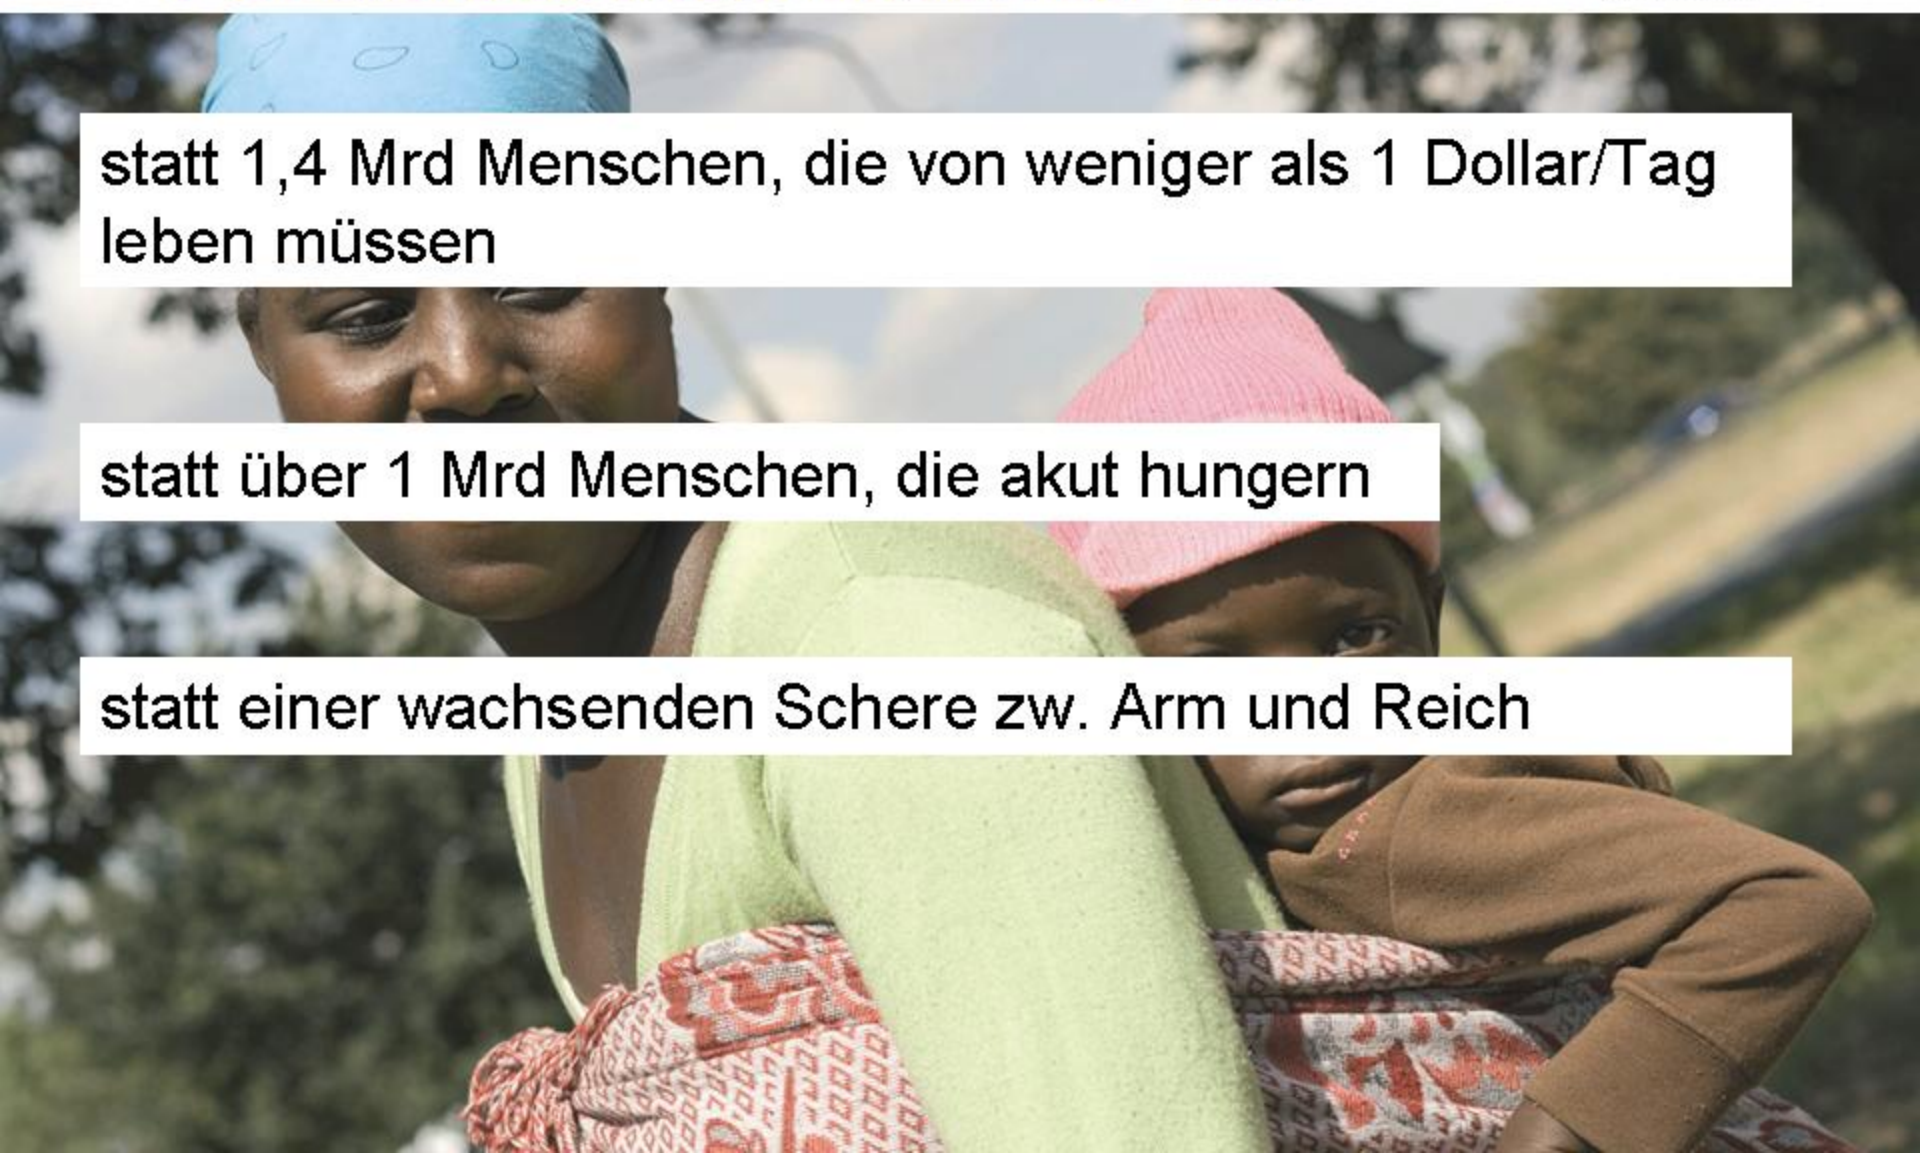 statt 1,4 Mrd Menschen, die von weniger als 1 Dollar/Tag
leben müssen
statt über 1 Mrd Menschen, die akut hungern
statt einer wachsenden Schere zw. Arm und Reich